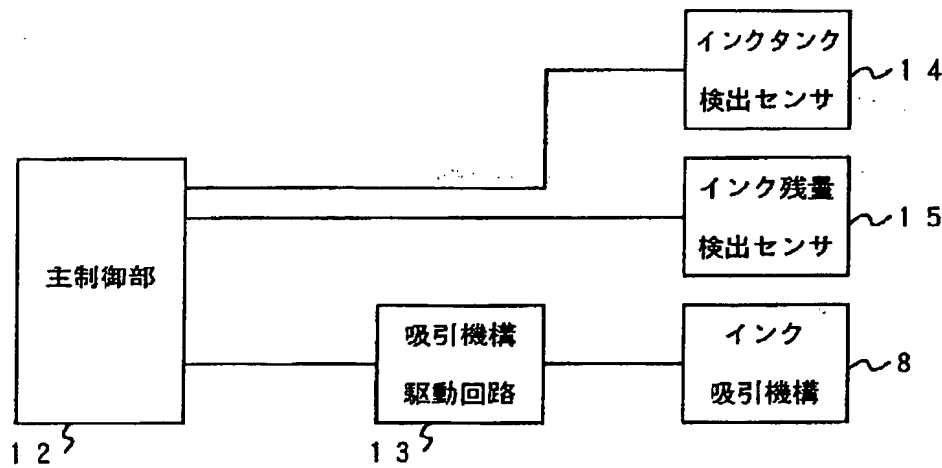 インクタンク
検出センサ
14
インク残量
検出センサ
15
主制御部
12
吸引機構
駆動回路
13
インク
吸引機構
8